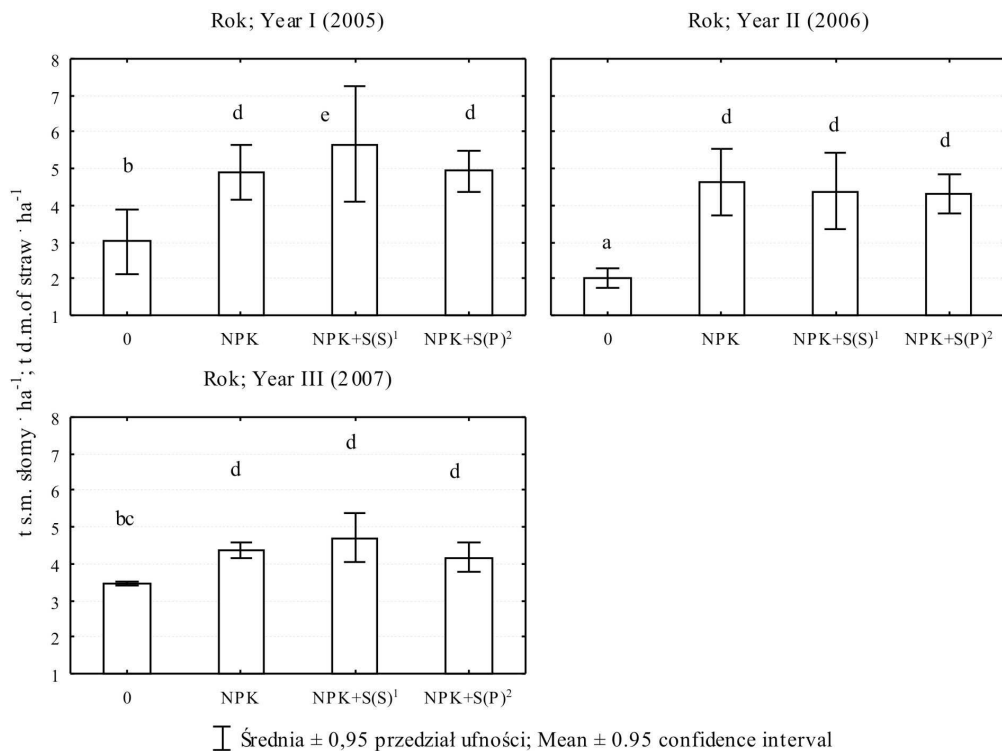 Rok; Year I (2005)
Rok; Year II (2006)
t s.m. słomy · ha⁻¹; t d.m.of straw · ha⁻¹
8
7
6
5
4
3
2
1
b
d
e
d
0
NPK
NPK+S(S)¹
NPK+S(P)²
a
d
d
d
0
NPK
NPK+S(S)¹
NPK+S(P)²
Rok; Year III (2007)
8
7
6
5
4
3
2
1
bc
d
d
d
0
NPK
NPK+S(S)¹
NPK+S(P)²
Średnia ± 0,95 przedział ufności; Mean ± 0.95 confidence interval